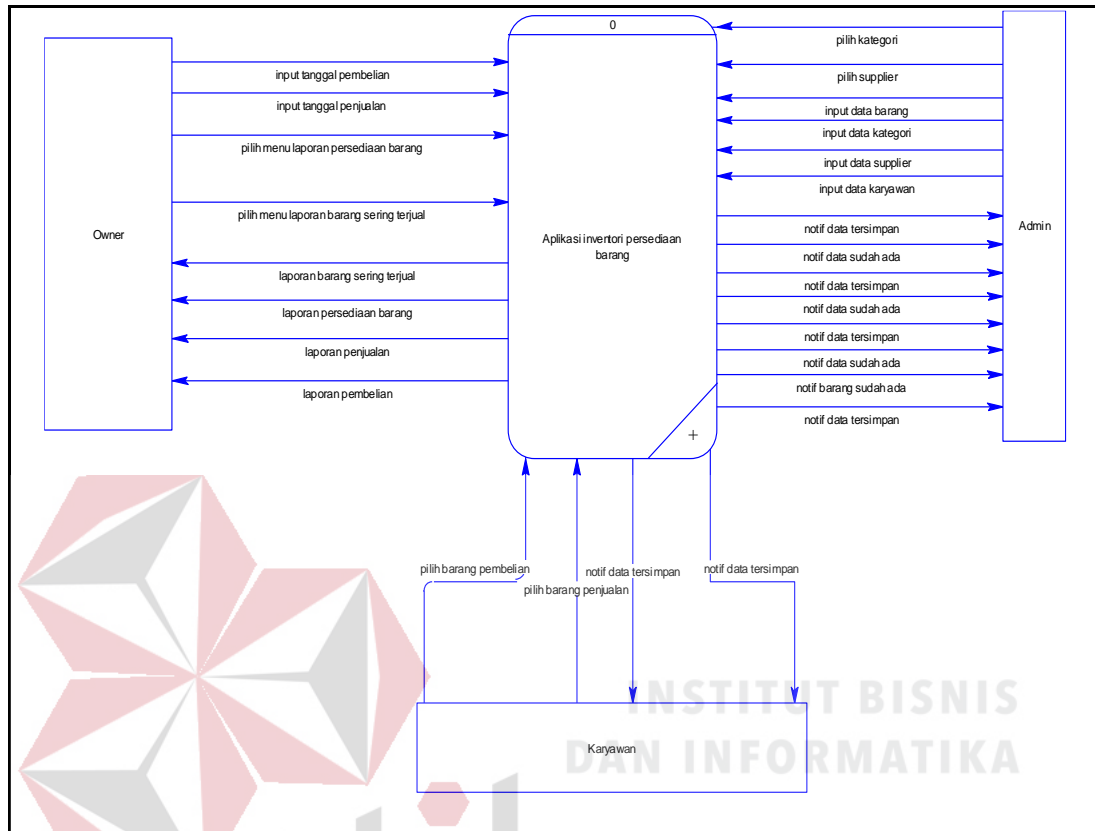 0
Owner
input tanggal pembelian
input tanggal penjualan
pilih menu laporan persediaan barang
pilih menu laporan barang sering terjual
laporan barang sering terjual
laporan persediaan barang
laporan penjualan
laporan pembelian
Aplikasi inventori persediaan
barang
+
pilih kategori
pilih supplier
input data barang
input data kategori
input data supplier
input data karyawan
notif data tersimpan
notif data sudah ada
notif data tersimpan
notif data sudah ada
notif data tersimpan
notif data sudah ada
notif barang sudah ada
notif data tersimpan
Admin
pilih barang pembelian
pilih barang penjualan
notif data tersimpan
notif data tersimpan
Karyawan
INSTITUT BISNIS
DAN INFORMATIKA